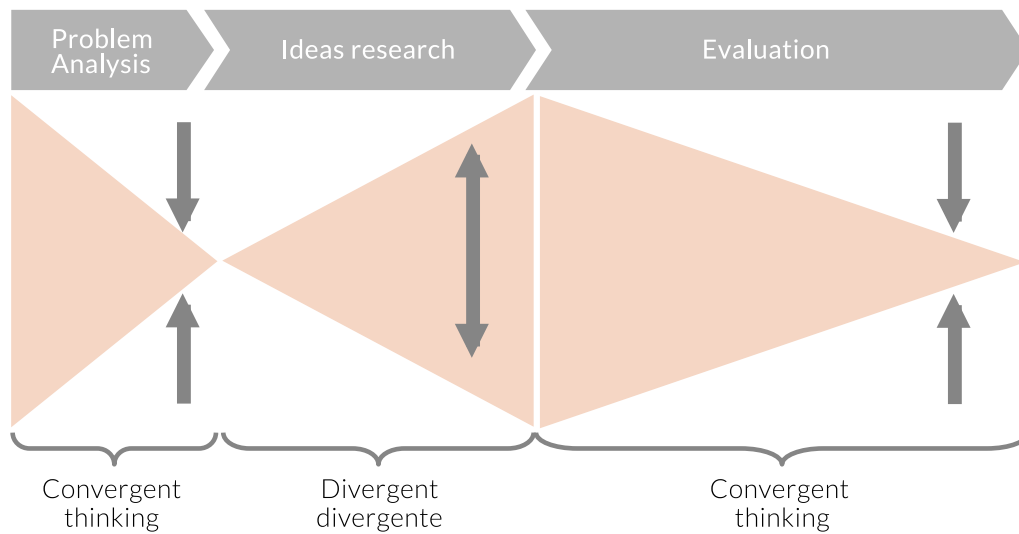 Problem
Analysis
Ideas research
Evaluation
Convergent
thinking
Divergent
divergente
Convergent
thinking